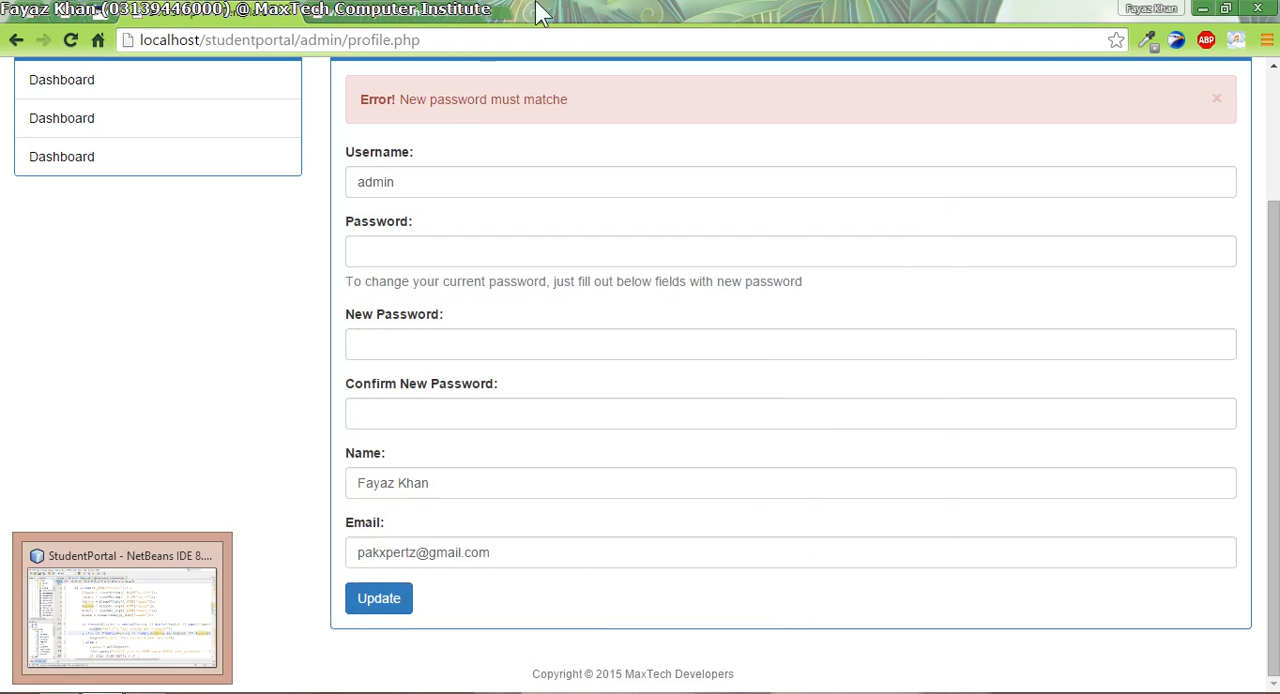 Fayaz Khan (03139446000) @ MaxTech Computer Institute
Fayaz Khan
localhost/studentportal/admin/profile.php
ABP
Dashboard
Dashboard
Dashboard
Error! New password must matche
×
Username:
admin
Password:
To change your current password, just fill out below fields with new password
New Password:
Confirm New Password:
Name:
Fayaz Khan
Email:
pakxpertz@gmail.com
Update
StudentPortal - NetBeans IDE 8....
Copyright © 2015 MaxTech Developers